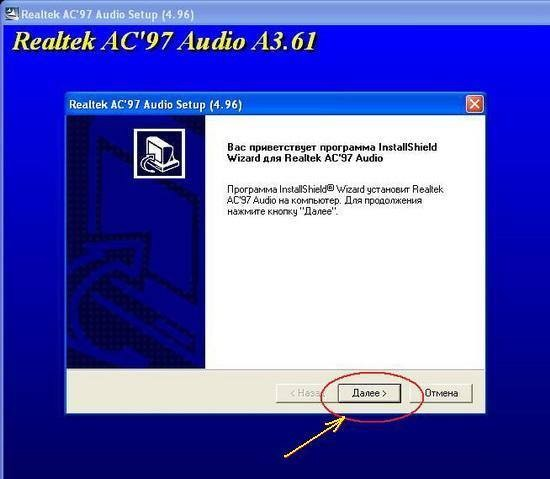 Realtek AC'97 Audio Setup (4.96)
Realtek AC'97 Audio A3.61
Realtek AC'97 Audio Setup (4.96)
Вас приветствует программа InstallShield
Wizard для Realtek AC'97 Audio
Программа InstallShield® Wizard установит Realtek
AC'97 Audio на компьютер. Для продолжения
нажмите кнопку "Далее".
< Назад Далее > Отмена